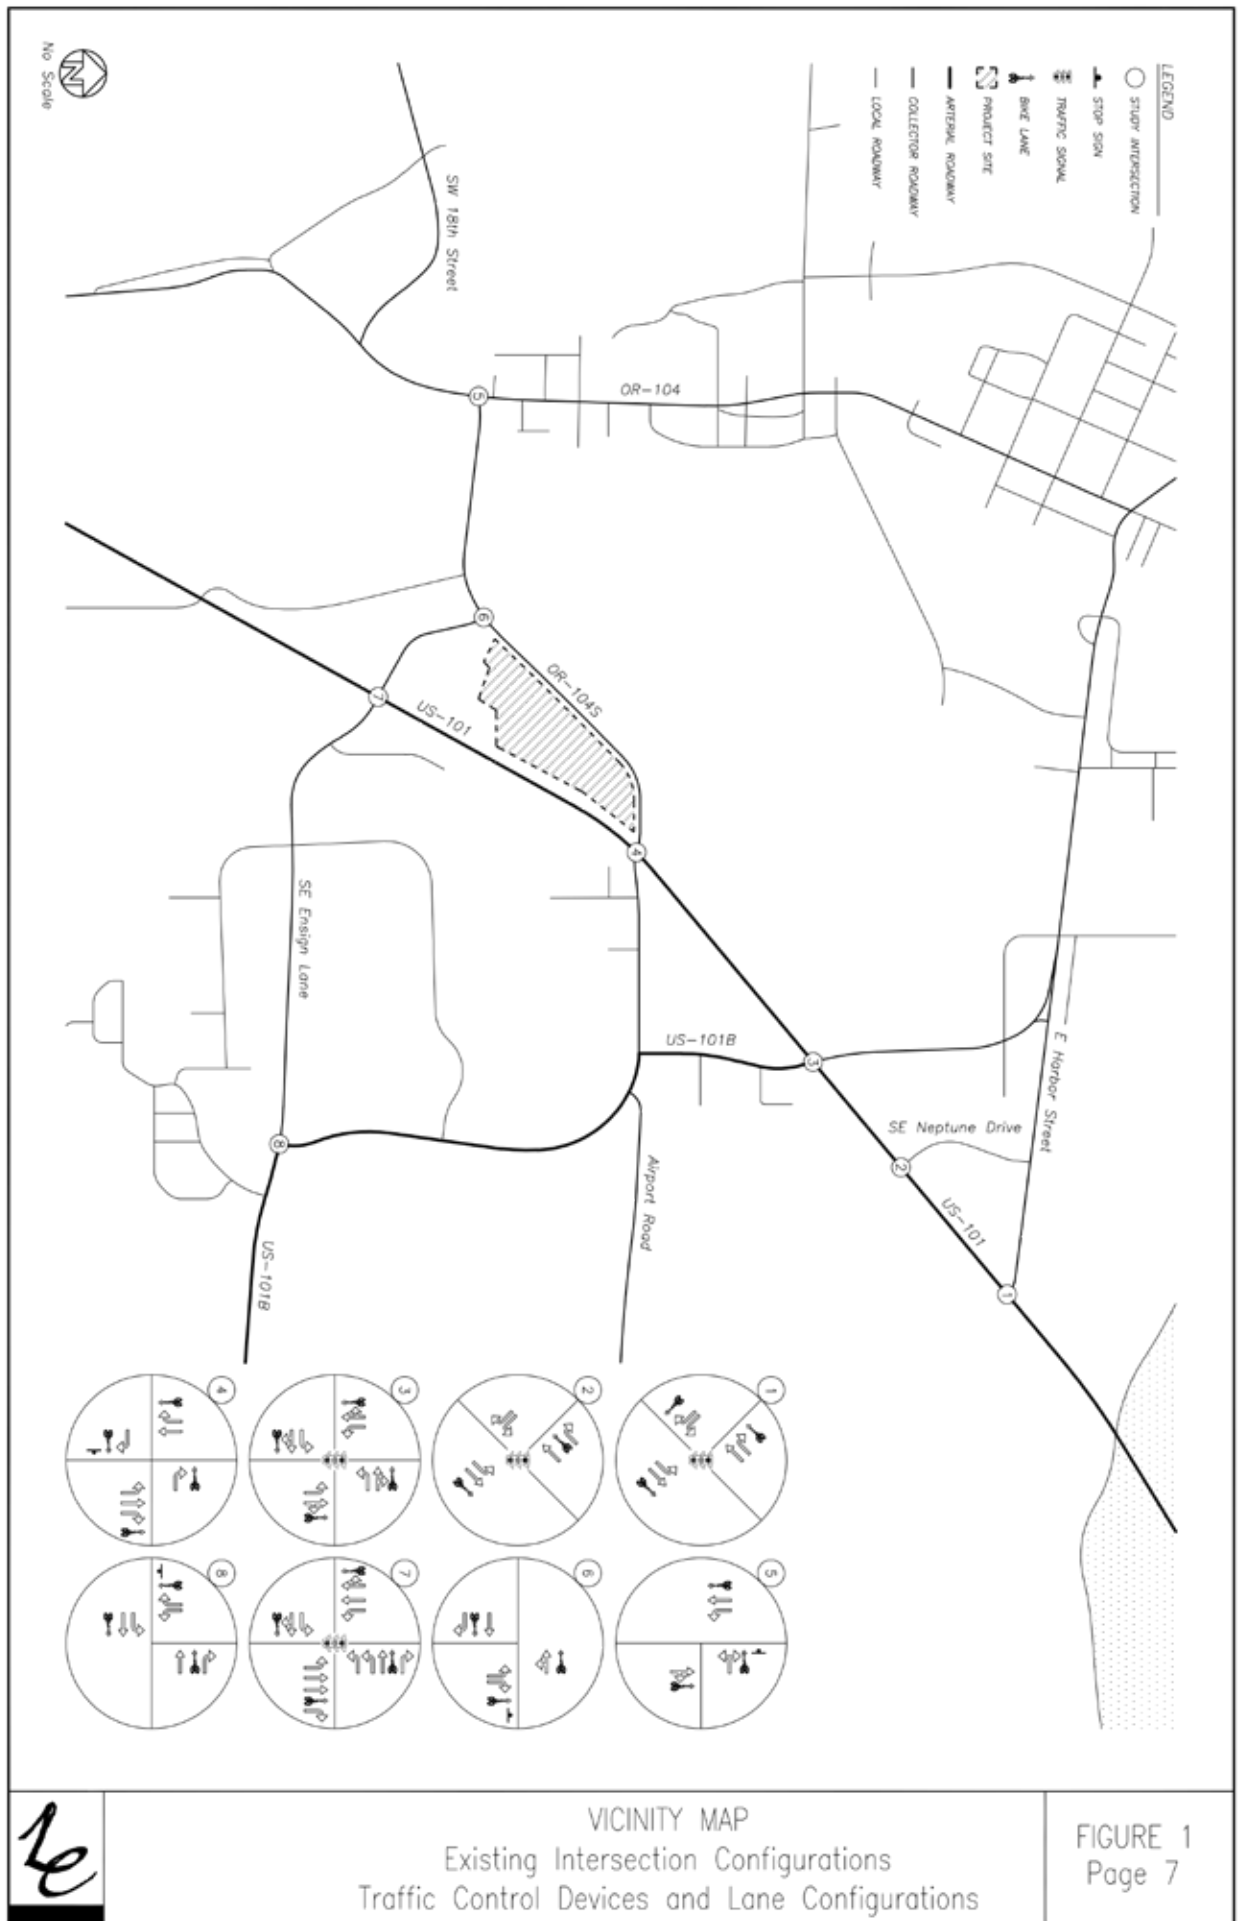 LEGEND
STUDY INTERSECTION
STOP SIGN
TRAFFIC SIGNAL
BIKE LANE
PROJECT SITE
ARTERIAL ROADWAY
COLLECTOR ROADWAY
LOCAL ROADWAY
N
No Scale
SW 18th Street
OR-104
OR-104S
US-101
SE Ensign Lane
US-101B
E Harbor Street
SE Neptune Drive
US-101
Airport Road
US-101B
1
2
3
4
5
6
7
8
1
2
3
4
5
6
7
8
VICINITY MAP
Existing Intersection Configurations
Traffic Control Devices and Lane Configurations
FIGURE 1
Page 7